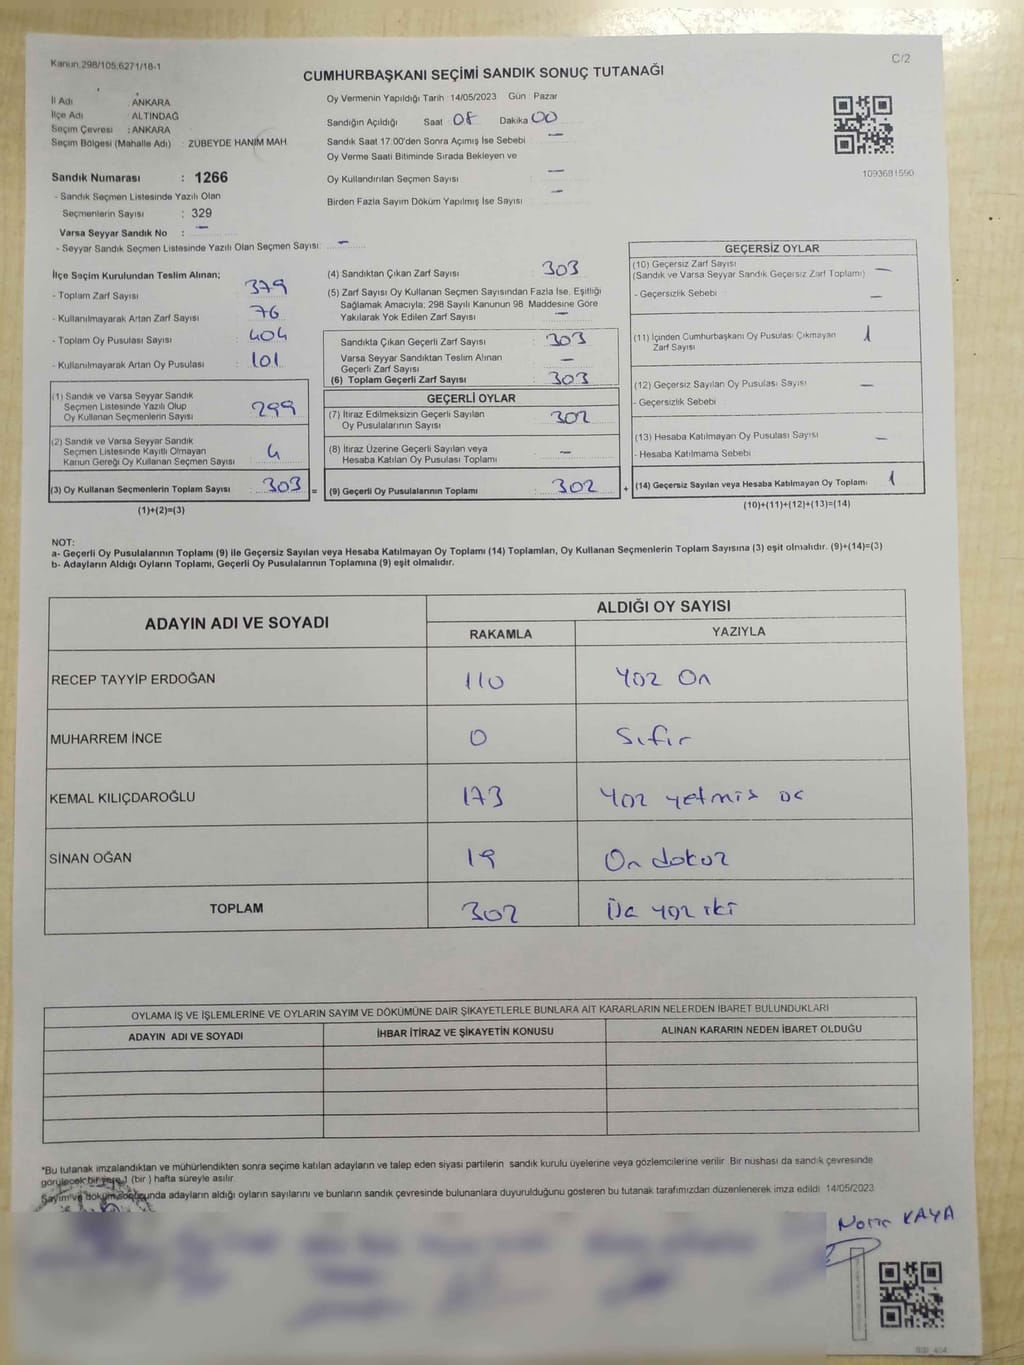 Kanun.298/105;6271/18-1
C/2
CUMHURBAŞKANI SEÇİMİ SANDIK SONUÇ TUTANAĞI
İl Adı : ANKARA
İlçe Adı : ALTINDAĞ
Seçim Çevresi : ANKARA
Seçim Bölgesi (Mahalle Adı) : ZÜBEYDE HANIM MAH
Oy Vermenin Yapıldığı Tarih : 14/05/2023 Gün : Pazar
Sandığın Açıldığı Saat 08 Dakika 00
Sandık Saat 17:00'den Sonra Açımış İse Sebebi —
Oy Verme Saati Bitiminde Sırada Bekleyen ve
Oy Kullandırılan Seçmen Sayısı —
Birden Fazla Sayım Döküm Yapılmış İse Sayısı —
1093681590
Sandık Numarası : 1266
- Sandık Seçmen Listesinde Yazılı Olan
Seçmenlerin Sayısı : 329
Varsa Seyyar Sandık No : —
- Seyyar Sandık Seçmen Listesinde Yazılı Olan Seçmen Sayısı: —
İlçe Seçim Kurulundan Teslim Alınan;
- Toplam Zarf Sayısı 379
- Kullanılmayarak Artan Zarf Sayısı 76
- Toplam Oy Pusulası Sayısı 404
- Kullanılmayarak Artan Oy Pusulası 101
(1) Sandık ve Varsa Seyyar Sandık
Seçmen Listesinde Yazılı Olup
Oy Kullanan Seçmenlerin Sayısı 299
(2) Sandık ve Varsa Seyyar Sandık
Seçmen Listesinde Kayıtlı Olmayan
Kanun Gereği Oy Kullanan Seçmen Sayısı 4
(3) Oy Kullanan Seçmenlerin Toplam Sayısı 303 =
(1)+(2)=(3)
(4) Sandıktan Çıkan Zarf Sayısı 303
(5) Zarf Sayısı Oy Kullanan Seçmen Sayısından Fazla İse, Eşitliği
Sağlamak Amacıyla; 298 Sayılı Kanunun 98. Maddesine Göre
Yakılarak Yok Edilen Zarf Sayısı —
Sandıkta Çıkan Geçerli Zarf Sayısı : 303
Varsa Seyyar Sandıktan Teslim Alınan
Geçerli Zarf Sayısı —
(6) Toplam Geçerli Zarf Sayısı 303
GEÇERLİ OYLAR
(7) İtiraz Edilmeksizin Geçerli Sayılan
Oy Pusulalarının Sayısı 302
(8) İtiraz Üzerine Geçerli Sayılan veya
Hesaba Katılan Oy Pusulası Toplamı —
(9) Geçerli Oy Pusulalarının Toplamı 302 +
GEÇERSİZ OYLAR
(10) Geçersiz Zarf Sayısı
(Sandık ve Varsa Seyyar Sandık Geçersiz Zarf Toplamı) —
- Geçersizlik Sebebi —
(11) İçinden Cumhurbaşkanı Oy Pusulası Çıkmayan
Zarf Sayısı 1
(12) Geçersiz Sayılan Oy Pusulası Sayısı —
- Geçersizlik Sebebi
(13) Hesaba Katılmayan Oy Pusulası Sayısı —
- Hesaba Katılmama Sebebi
(14) Geçersiz Sayılan veya Hesaba Katılmayan Oy Toplamı 1
(10)+(11)+(12)+(13)=(14)
NOT:
a- Geçerli Oy Pusulalarının Toplamı (9) ile Geçersiz Sayılan veya Hesaba Katılmayan Oy Toplamı (14) Toplamları, Oy Kullanan Seçmenlerin Toplam Sayısına (3) eşit olmalıdır. (9)+(14)=(3)
b- Adayların Aldığı Oyların Toplamı, Geçerli Oy Pusulalarının Toplamına (9) eşit olmalıdır.
ADAYIN ADI VE SOYADI
ALDIĞI OY SAYISI
RAKAMLA YAZIYLA
RECEP TAYYİP ERDOĞAN 110 Yüz On
MUHARREM İNCE 0 Sıfır
KEMAL KILIÇDAROĞLU 173 Yüz yetmiş üç
SİNAN OĞAN 19 On dokuz
TOPLAM 302 Üç yüz iki
OYLAMA İŞ VE İŞLEMLERİNE VE OYLARIN SAYIM VE DÖKÜMÜNE DAİR ŞİKAYETLERLE BUNLARA AİT KARARLARIN NELERDEN İBARET BULUNDUKLARI
ADAYIN ADI VE SOYADI İHBAR İTİRAZ VE ŞİKAYETİN KONUSU ALINAN KARARIN NEDEN İBARET OLDUĞU
*Bu tutanak imzalandıktan ve mühürlendikten sonra seçime katılan adayların ve talep eden siyasi partilerin sandık kurulu üyelerine veya gözlemcilerine verilir. Bir nüshası da sandık çevresinde
görülecek bir yere 1 (bir ) hafta süreyle asılır.
Sayım ve döküm sonunda adayların aldığı oyların sayılarını ve bunların sandık çevresinde bulunanlara duyurulduğunu gösteren bu tutanak tarafımızdan düzenlenerek imza edildi. 14/05/2023
KAYA